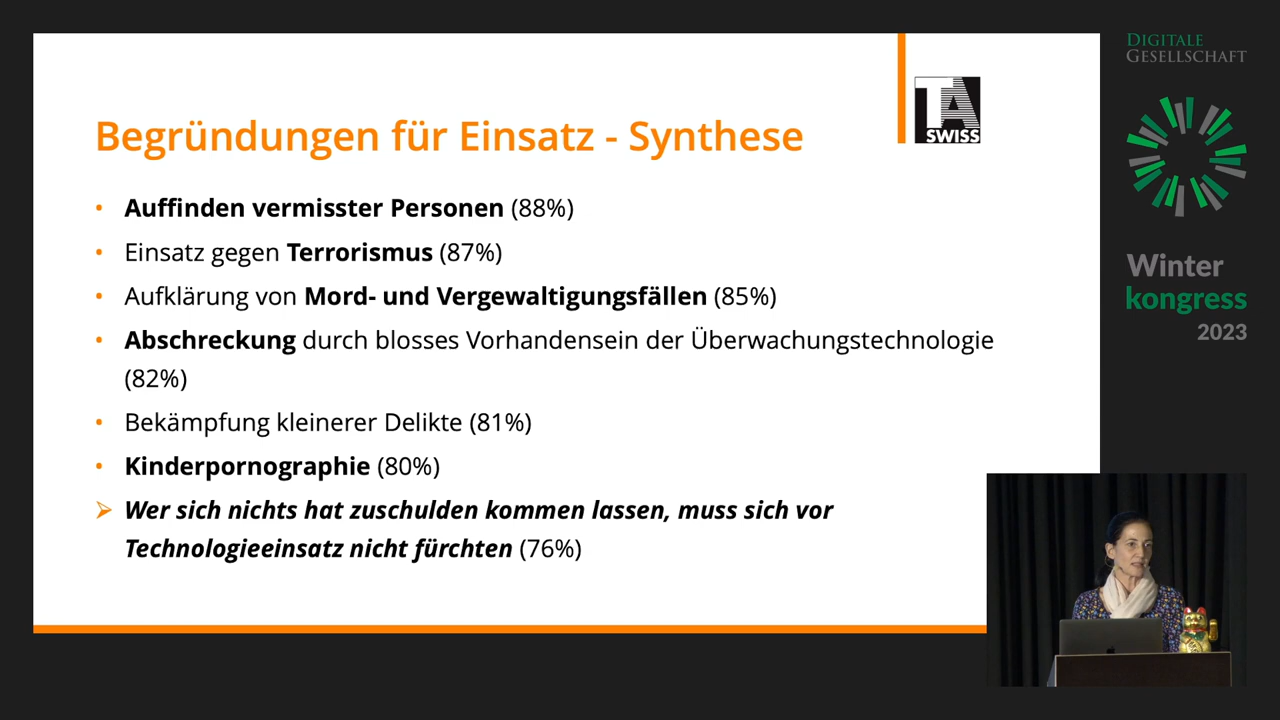 Begründungen für Einsatz - Synthese
TA
SWISS
• Auffinden vermisster Personen (88%)
• Einsatz gegen Terrorismus (87%)
• Aufklärung von Mord- und Vergewaltigungsfällen (85%)
• Abschreckung durch blosses Vorhandensein der Überwachungstechnologie
(82%)
• Bekämpfung kleinerer Delikte (81%)
• Kinderpornographie (80%)
➢ Wer sich nichts hat zuschulden kommen lassen, muss sich vor
Technologieeinsatz nicht fürchten (76%)
DIGITALE
GESELLSCHAFT
Winter
kongress
2023